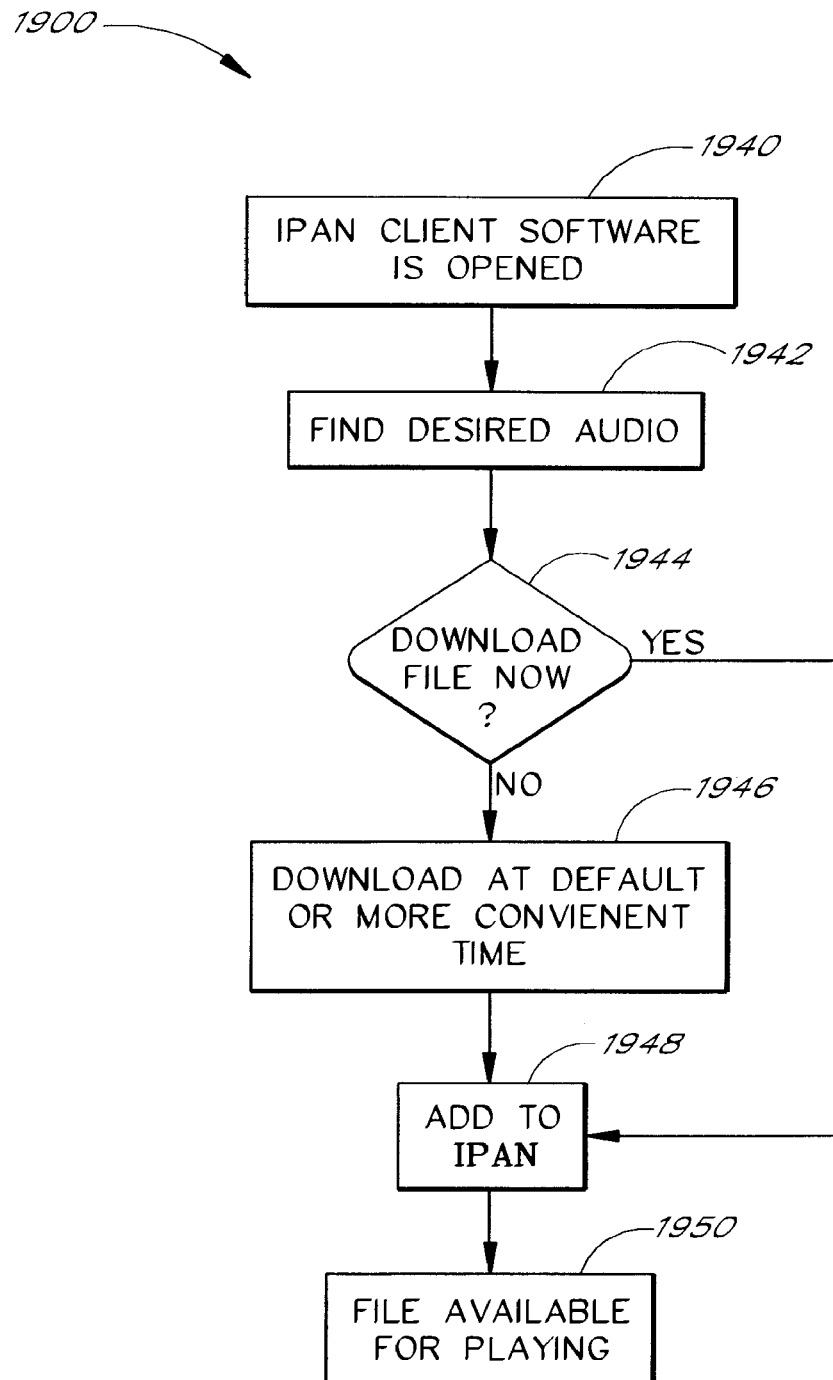 1900
1940
IPAN CLIENT SOFTWARE
IS OPENED
1942
FIND DESIRED AUDIO
1944
DOWNLOAD
FILE NOW
?
YES
NO
1946
DOWNLOAD AT DEFAULT
OR MORE CONVIENENT
TIME
1948
ADD TO
IPAN
1950
FILE AVAILABLE
FOR PLAYING